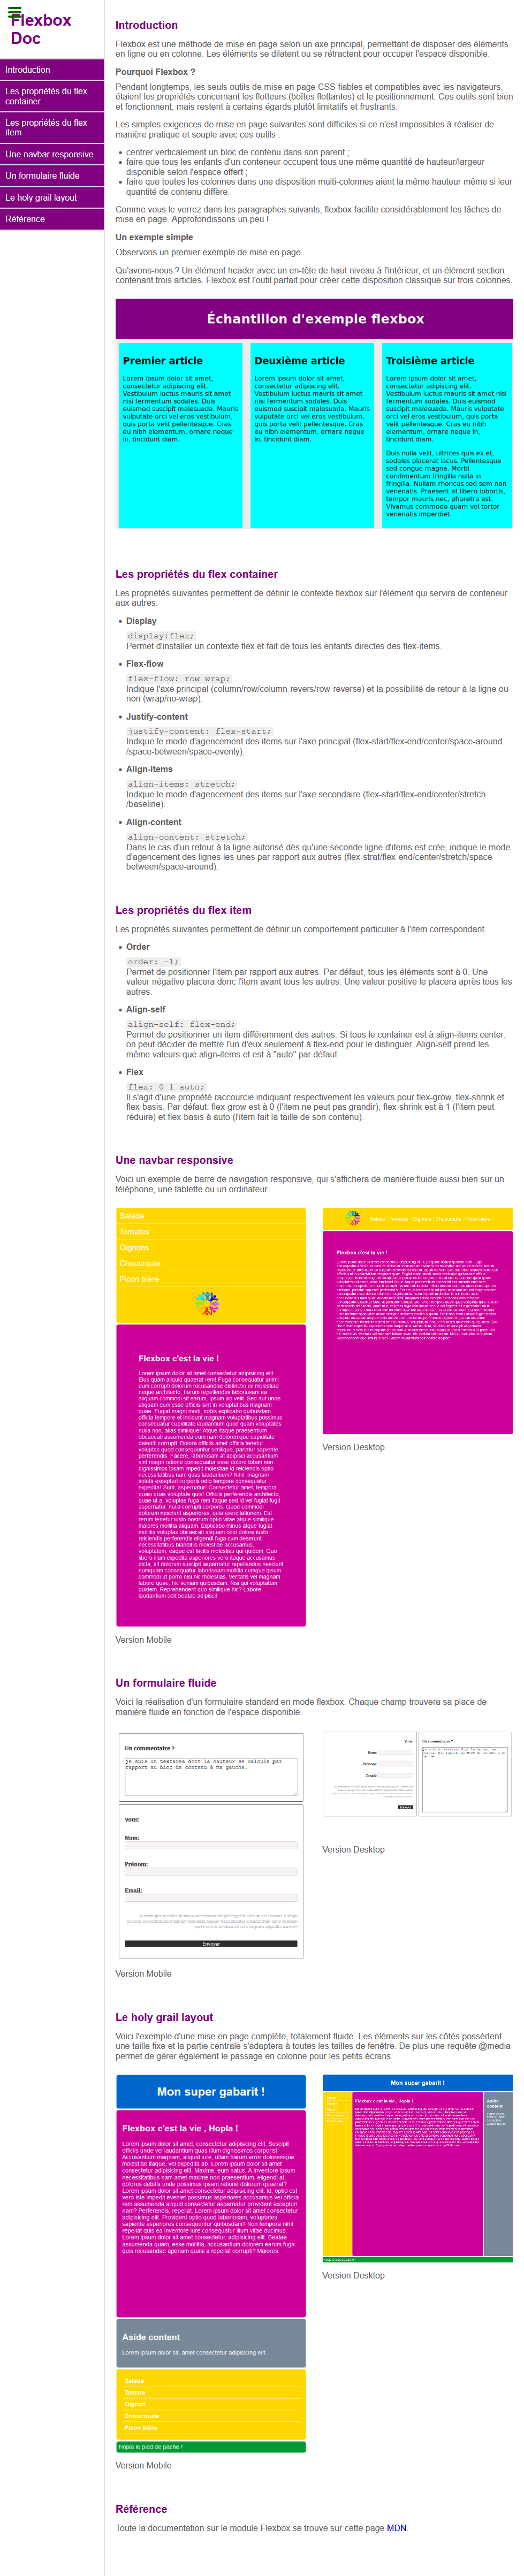 Flexbox
Doc
Introduction
Les propriétés du flex
container
Les propriétés du flex
item
Une navbar responsive
Un formulaire fluide
Le holy grail layout
Référence
Introduction
Flexbox est une méthode de mise en page selon un axe principal, permettant de disposer des éléments
en ligne ou en colonne. Les éléments se dilatent ou se rétractent pour occuper l'espace disponible.
Pourquoi Flexbox ?
Pendant longtemps, les seuls outils de mise en page CSS fiables et compatibles avec les navigateurs,
étaient les propriétés concernant les flotteurs (boîtes flottantes) et le positionnement. Ces outils sont bien
et fonctionnent, mais restent à certains égards plutôt limitatifs et frustrants.
Les simples exigences de mise en page suivantes sont difficiles si ce n'est impossibles à réaliser de
manière pratique et souple avec ces outils :
centrer verticalement un bloc de contenu dans son parent ;
faire que tous les enfants d'un conteneur occupent tous une même quantité de hauteur/largeur
disponible selon l'espace offert ;
faire que toutes les colonnes dans une disposition multi-colonnes aient la même hauteur même si leur
quantité de contenu diffère.
Comme vous le verrez dans les paragraphes suivants, flexbox facilite considérablement les tâches de
mise en page. Approfondissons un peu !
Un exemple simple
Observons un premier exemple de mise en page.
Qu'avons-nous ? Un élément header avec un en-tête de haut niveau à l'intérieur, et un élément section
contenant trois articles. Flexbox est l'outil parfait pour créer cette disposition classique sur trois colonnes.
Échantillon d'exemple flexbox
Premier article
Lorem ipsum dolor sit amet,
consectetur adipiscing elit.
Vestibulum luctus mauris sit amet
nisi fermentum sodales. Duis
euismod suscipit malesuada. Mauris
vulputate orci vel eros vestibulum,
quis porta velit pellentesque. Cras
eu nibh elementum, ornare neque
in, tincidunt diam.
Deuxième article
Lorem ipsum dolor sit amet,
consectetur adipiscing elit.
Vestibulum luctus mauris sit amet
nisi fermentum sodales. Duis
euismod suscipit malesuada. Mauris
vulputate orci vel eros vestibulum,
quis porta velit pellentesque. Cras
eu nibh elementum, ornare neque
in, tincidunt diam.
Troisième article
Lorem ipsum dolor sit amet,
consectetur adipiscing elit.
Vestibulum luctus mauris sit amet nisi
fermentum sodales. Duis euismod
suscipit malesuada. Mauris vulputate
orci vel eros vestibulum, quis porta
velit pellentesque. Cras eu nibh
elementum, ornare neque in,
tincidunt diam.
Duis nulla velit, ultrices quis ex et,
sodales placerat lacus. Pellentesque
sed congue magna. Morbi
condimentum fringilla nulla in
fringilla. Nullam rhoncus sed sem non
venenatis. Praesent at libero lobortis,
tempor mauris nec, pharetra est.
Vivamus commodo quam vel tortor
venenatis imperdiet.
Les propriétés du flex container
Les propriétés suivantes permettent de définir le contexte flexbox sur l'élément qui servira de conteneur
aux autres.
Display
display:flex;
Permet d'installer un contexte flex et fait de tous les enfants directes des flex-items.
Flex-flow
flex-flow: row wrap;
Indique l'axe principal (column/row/column-revers/row-reverse) et la possibilité de retour à la ligne ou
non (wrap/no-wrap).
Justify-content
justify-content: flex-start;
Indique le mode d'agencement des items sur l'axe principal (flex-start/flex-end/center/space-around
/space-between/space-evenly).
Align-items
align-items: stretch;
Indique le mode d'agencement des items sur l'axe secondaire (flex-start/flex-end/center/stretch
/baseline).
Align-content
align-content: stretch;
Dans le cas d'un retour à la ligne autorisé dès qu'une seconde ligne d'items est crée, indique le mode
d'agencement des lignes les unes par rapport aux autres (flex-strat/flex-end/center/stretch/space-
between/space-around).
Les propriétés du flex item
Les propriétés suivantes permettent de définir un comportement particulier à l'item correspondant.
Order
order: -1;
Permet de positionner l'item par rapport aux autres. Par défaut, tous les éléments sont à 0. Une
valeur négative placera donc l'item avant tous les autres. Une valeur positive le placera après tous les
autres.
Align-self
align-self: flex-end;
Permet de positionner un item différemment des autres. Si tous le container est à align-items:center;
on peut décider de mettre l'un d'eux seulement à flex-end pour le distinguer. Align-self prend les
même valeurs que align-items et est à "auto" par défaut.
Flex
flex: 0 1 auto;
Il s'agit d'une propriété raccourcie indiquant respectivement les valeurs pour flex-grow, flex-shrink et
flex-basis. Par défaut: flex-grow est à 0 (l'item ne peut pas grandir), flex-shrink est à 1 (l'item peut
réduire) et flex-basis à auto (l'item fait la taille de son contenu).
Une navbar responsive
Voici un exemple de barre de navigation responsive, qui s'affichera de manière fluide aussi bien sur un
téléphone, une tablette ou un ordinateur.
Salade
Tomates
Oignons
Choucroute
Picon bière
Flexbox c'est la vie !
Version Mobile
Salade Tomates Oignons Choucroute Picon bière
Flexbox c'est la vie !
Version Desktop
Un formulaire fluide
Voici la réalisation d'un formulaire standard en mode flexbox. Chaque champ trouvera sa place de
manière fluide en fonction de l'espace disponible.
Un commentaire ?
je suis un textarea dont la hauteur se calcule par
rapport au bloc de contenu à ma gauche.
Vous:
Nom:
Prénom:
Email:
Envoyer
Version Mobile
Vous:
Nom:
Prénom:
Email:
Un commentaire ?
Version Desktop
Le holy grail layout
Voici l'exemple d'une mise en page complète, totalement fluide. Les éléments sur les côtés possèdent
une taille fixe et la partie centrale s'adaptera à toutes les tailles de fenêtre. De plus une requête @media
permet de gérer également le passage en colonne pour les petits écrans.
Mon super gabarit !
Flexbox c'est la vie , Hopla !
Aside content
Lorem ipsum dolor sit, amet consectetur adipisicing elit.
Salade
Tomate
Oignon
Choucroute
Picon bière
Hopla le pied de pache !
Version Mobile
Mon super gabarit !
Flexbox c'est la vie , Hopla !
Aside
content
Version Desktop
Référence
Toute la documentation sur le module Flexbox se trouve sur cette page MDN.